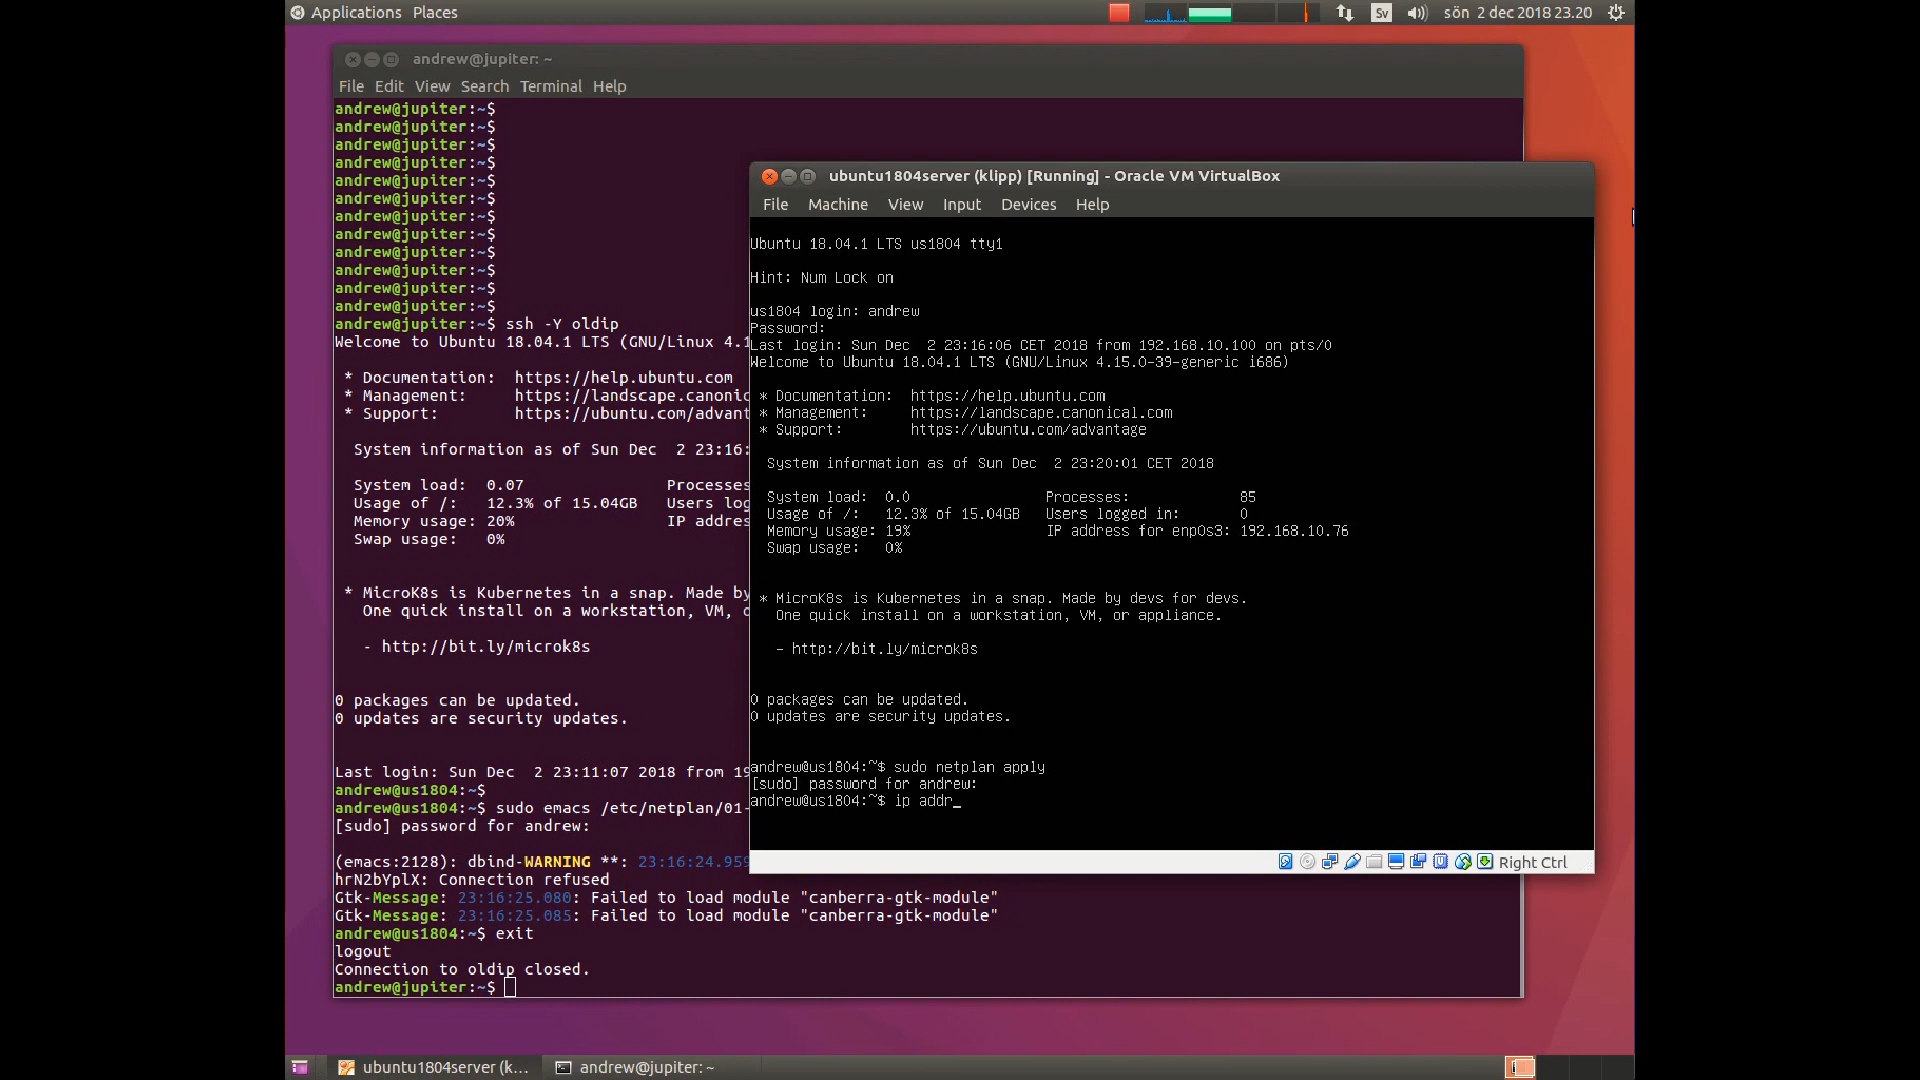 Applications Places
Sv
sön 2 dec 2018 23.20
andrew@jupiter: ~
File Edit View Search Terminal Help
andrew@jupiter:~$
andrew@jupiter:~$
andrew@jupiter:~$
andrew@jupiter:~$
andrew@jupiter:~$
andrew@jupiter:~$
andrew@jupiter:~$
andrew@jupiter:~$
andrew@jupiter:~$
andrew@jupiter:~$
andrew@jupiter:~$
andrew@jupiter:~$
andrew@jupiter:~$ ssh -Y oldip
Welcome to Ubuntu 18.04.1 LTS (GNU/Linux 4.1
* Documentation: https://help.ubuntu.com
* Management: https://landscape.canonic
* Support: https://ubuntu.com/advant
System information as of Sun Dec 2 23:16:
System load: 0.07 Processes
Usage of /: 12.3% of 15.04GB Users log
Memory usage: 20% IP addres
Swap usage: 0%
* MicroK8s is Kubernetes in a snap. Made by
One quick install on a workstation, VM,
- http://bit.ly/microk8s
0 packages can be updated.
0 updates are security updates.
Last login: Sun Dec 2 23:11:07 2018 from 19
andrew@us1804:~$
andrew@us1804:~$ sudo emacs /etc/netplan/01-
[sudo] password for andrew:
(emacs:2128): dbind-WARNING **: 23:16:24.959
hrN2bYplX: Connection refused
Gtk-Message: 23:16:25.080: Failed to load module "canberra-gtk-module"
Gtk-Message: 23:16:25.085: Failed to load module "canberra-gtk-module"
andrew@us1804:~$ exit
logout
Connection to oldip closed.
andrew@jupiter:~$
ubuntu1804server (klipp) [Running] - Oracle VM VirtualBox
File Machine View Input Devices Help
Ubuntu 18.04.1 LTS us1804 tty1
Hint: Num Lock on
us1804 login: andrew
Password:
Last login: Sun Dec 2 23:16:06 CET 2018 from 192.168.10.100 on pts/0
Welcome to Ubuntu 18.04.1 LTS (GNU/Linux 4.15.0-39-generic i686)
* Documentation: https://help.ubuntu.com
* Management: https://landscape.canonical.com
* Support: https://ubuntu.com/advantage
System information as of Sun Dec 2 23:20:01 CET 2018
System load: 0.0 Processes: 85
Usage of /: 12.3% of 15.04GB Users logged in: 0
Memory usage: 19% IP address for enp0s3: 192.168.10.76
Swap usage: 0%
* MicroK8s is Kubernetes in a snap. Made by devs for devs.
One quick install on a workstation, VM, or appliance.
- http://bit.ly/microk8s
0 packages can be updated.
0 updates are security updates.
andrew@us1804:~$ sudo netplan apply
[sudo] password for andrew:
andrew@us1804:~$ ip addr_
Right Ctrl
ubuntu1804server (k...
andrew@jupiter: ~